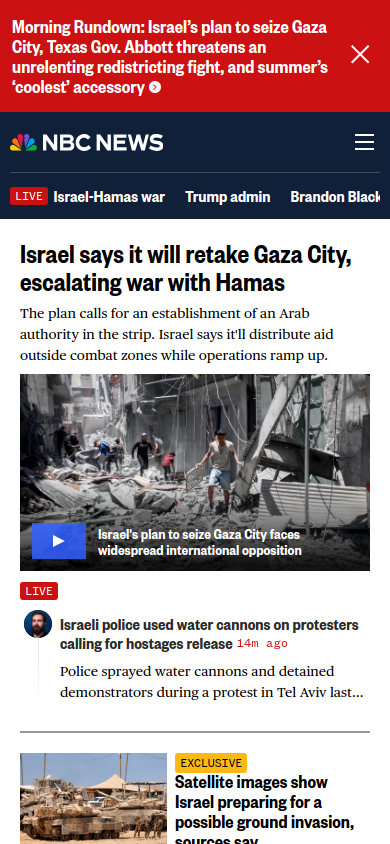 Morning Rundown: Israel’s plan to seize Gaza
City, Texas Gov. Abbott threatens an
unrelenting redistricting fight, and summer’s
‘coolest’ accessory
NBC NEWS
LIVE Israel-Hamas war Trump admin Brandon Black
Israel says it will retake Gaza City,
escalating war with Hamas
The plan calls for an establishment of an Arab
authority in the strip. Israel says it'll distribute aid
outside combat zones while operations ramp up.
Israel's plan to seize Gaza City faces
widespread international opposition
LIVE
Israeli police used water cannons on protesters
calling for hostages release 14m ago
Police sprayed water cannons and detained
demonstrators during a protest in Tel Aviv last...
EXCLUSIVE
Satellite images show
Israel preparing for a
possible ground invasion,
sources say